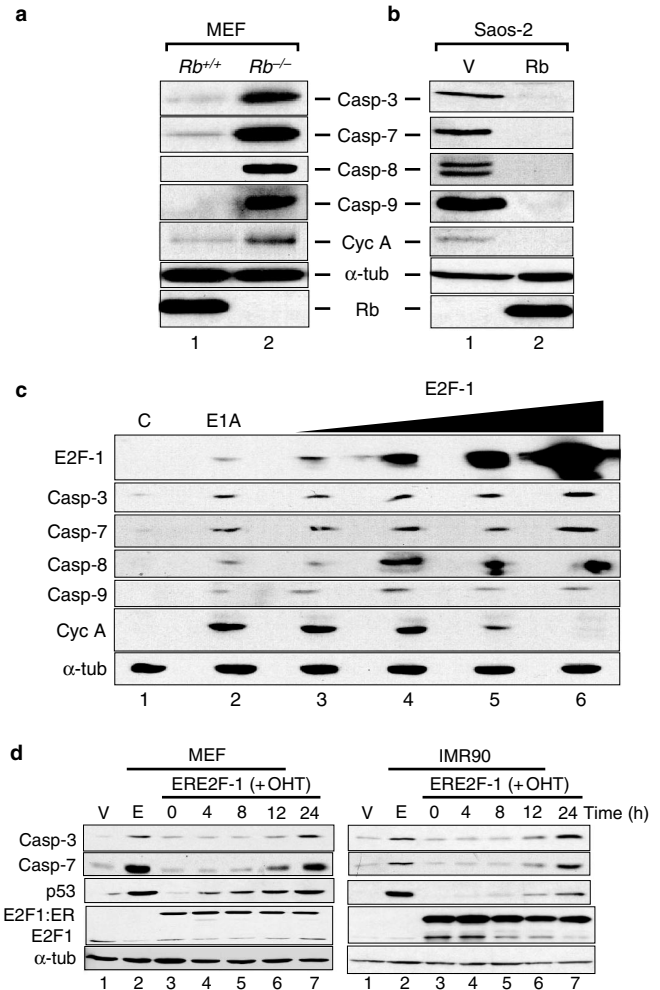 a
b
MEF
Saos-2
Rb+/+ Rb–/–
V Rb
Casp-3
Casp-7
Casp-8
Casp-9
Cyc A
α-tub
Rb
1 2
1 2
c
E2F-1
C E1A
E2F-1
Casp-3
Casp-7
Casp-8
Casp-9
Cyc A
α-tub
1 2 3 4 5 6
d
MEF
IMR90
ERE2F-1 (+OHT)
ERE2F-1 (+OHT)
V E 0 4 8 12 24
V E 0 4 8 12 24 Time (h)
Casp-3
Casp-7
p53
E2F1:ER
E2F1
α-tub
1 2 3 4 5 6 7
1 2 3 4 5 6 7